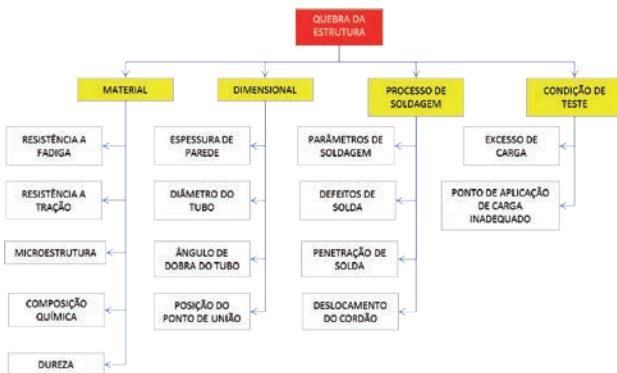 QUEBRA DA
ESTRUTURA
MATERIAL
DIMENSIONAL
PROCESSO DE
SOLDAGEM
CONDIÇÃO DE
TESTE
RESISTÊNCIA A
FADIGA
RESISTÊNCIA A
TRAÇÃO
MICROESTRUTURA
COMPOSIÇÃO
QUÍMICA
DUREZA
ESPESSURA DE
PAREDE
DIÂMETRO DO
TUBO
ÂNGULO DE
DOBRA DO TUBO
POSIÇÃO DO
PONTO DE UNIÃO
PARÂMETROS DE
SOLDAGEM
DEFEITOS DE
SOLDA
PENETRAÇÃO DE
SOLDA
DESLOCAMENTO
DO CORDÃO
EXCESSO DE
CARGA
PONTO DE APLICAÇÃO
DE CARGA
INADEQUADO